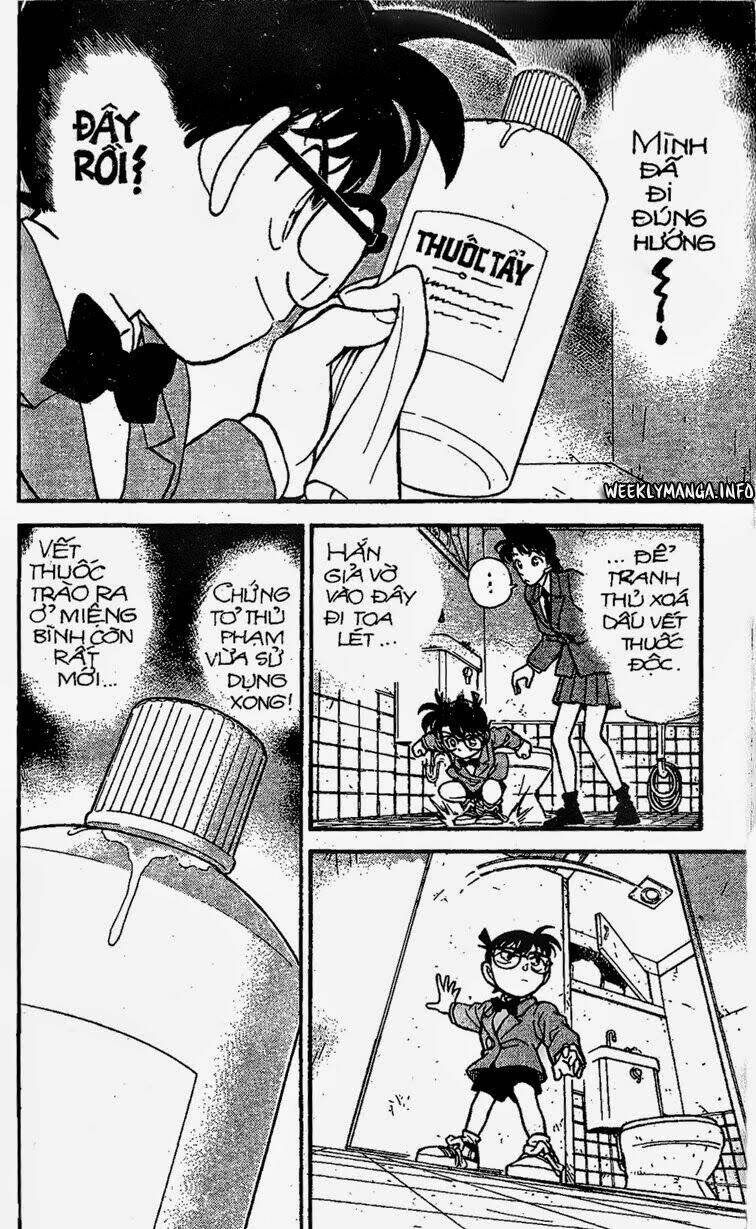 ĐÂY
RỒI!
THUỐC TẨY
MÌNH
ĐÃ
ĐI
ĐÚNG
HƯỚNG
!
WEEKLYMANGA.INFO
VẾT
THUỐC
TRÀO RA
Ở MIỆNG
BÌNH CÒN
RẤT
MỚI...
CHỨNG
TỎ THỦ
PHẠM
VỪA SỬ
DỤNG
XONG!
HẮN
GIẢ VỜ
VÀO ĐÂY
ĐI TOA
LÉT...
...
... ĐỂ
TRANH
THỦ XOÁ
DẤU VẾT
THUỐC
ĐỘC.